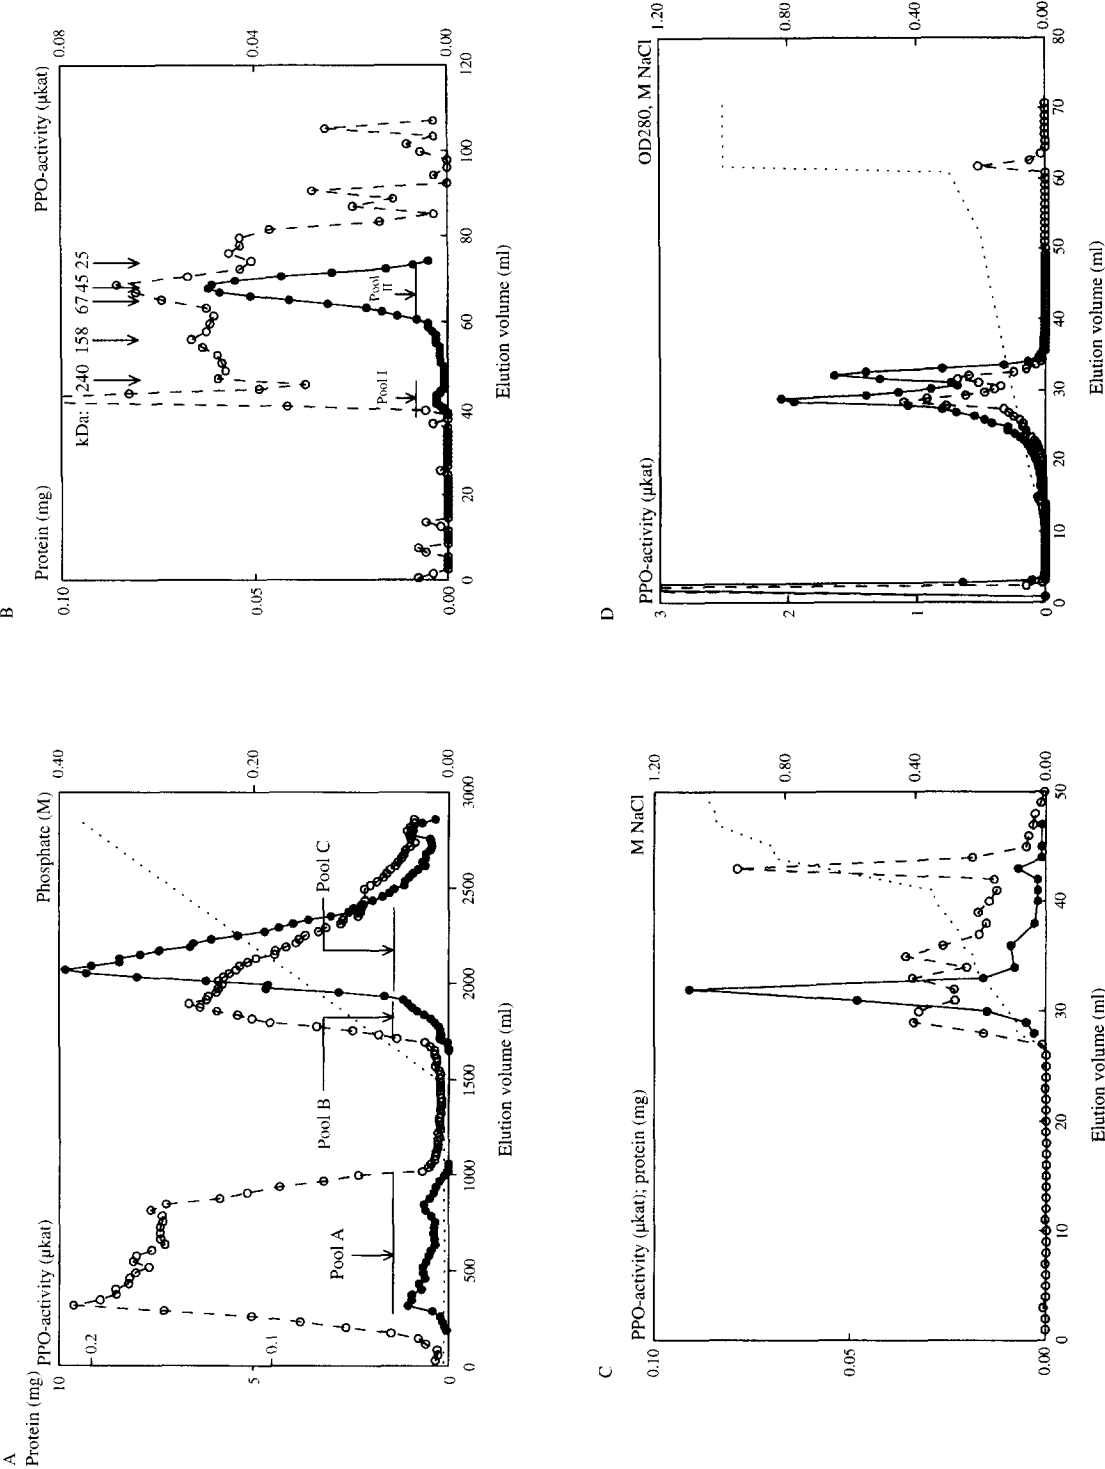 A
Protein (mg)
PPO-activity (μkat)
Phosphate (M)
10
5
0
0.2
0.1
0.40
0.20
0.00
Pool A
Pool B
Pool C
0
500
1000
1500
2000
2500
3000
Elution volume (ml)
B
Protein (mg)
PPO-activity (μkat)
0.10
0.05
0.00
0.08
0.04
0.00
kDa: 240 158 67 45 25
Pool I
Pool
II
0
20
40
60
80
100
120
Elution volume (ml)
C
PPO-activity (μkat); protein (mg)
M NaCl
0.10
0.05
0.00
1.20
0.80
0.40
0.00
0
10
20
30
40
50
Elution volume (ml)
D
PPO-activity (μkat)
OD280, M NaCl
3
2
1
0
1.20
0.80
0.40
0.00
0
10
20
30
40
50
60
70
80
Elution volume (ml)